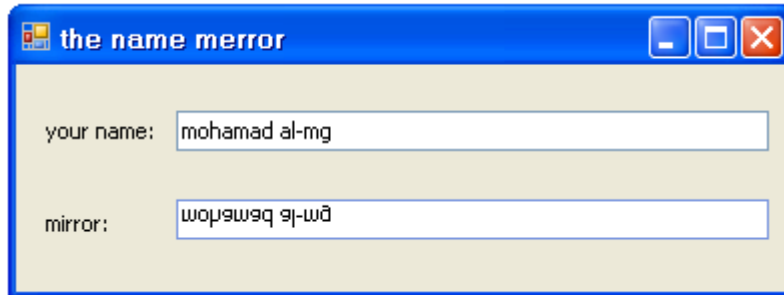 the name merror
your name: mohamad al-mg
mirror: mohamad al-mg